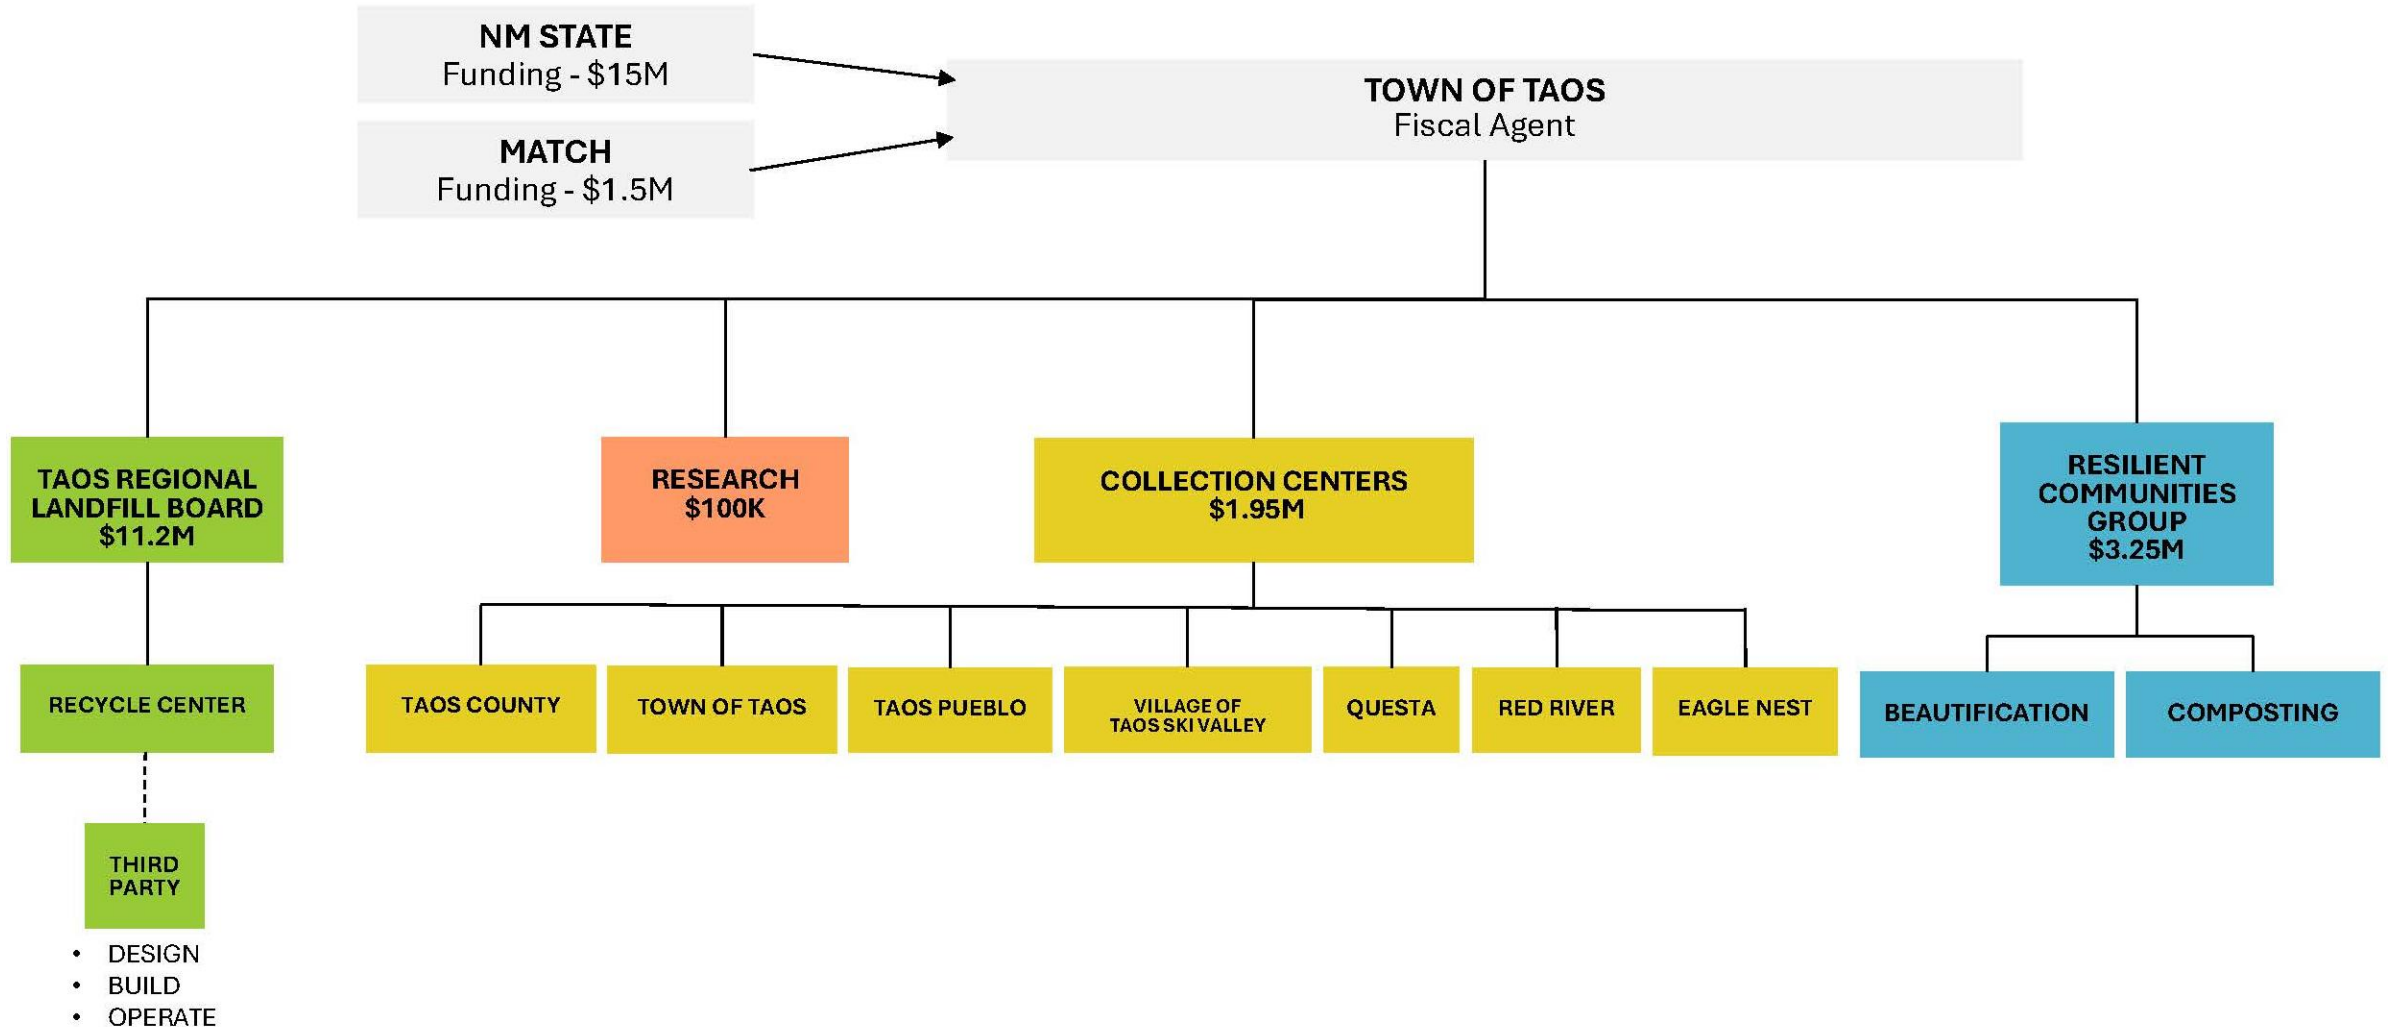 NM STATE
Funding - $15M
MATCH
Funding - $1.5M
TOWN OF TAOS
Fiscal Agent
TAOS REGIONAL
LANDFILL BOARD
$11.2M
RESEARCH
$100K
COLLECTION CENTERS
$1.95M
RESILIENT
COMMUNITIES
GROUP
$3.25M
RECYCLE CENTER
TAOS COUNTY
TOWN OF TAOS
TAOS PUEBLO
VILLAGE OF
TAOS SKI VALLEY
QUESTA
RED RIVER
EAGLE NEST
BEAUTIFICATION
COMPOSTING
THIRD
PARTY
• DESIGN
• BUILD
• OPERATE